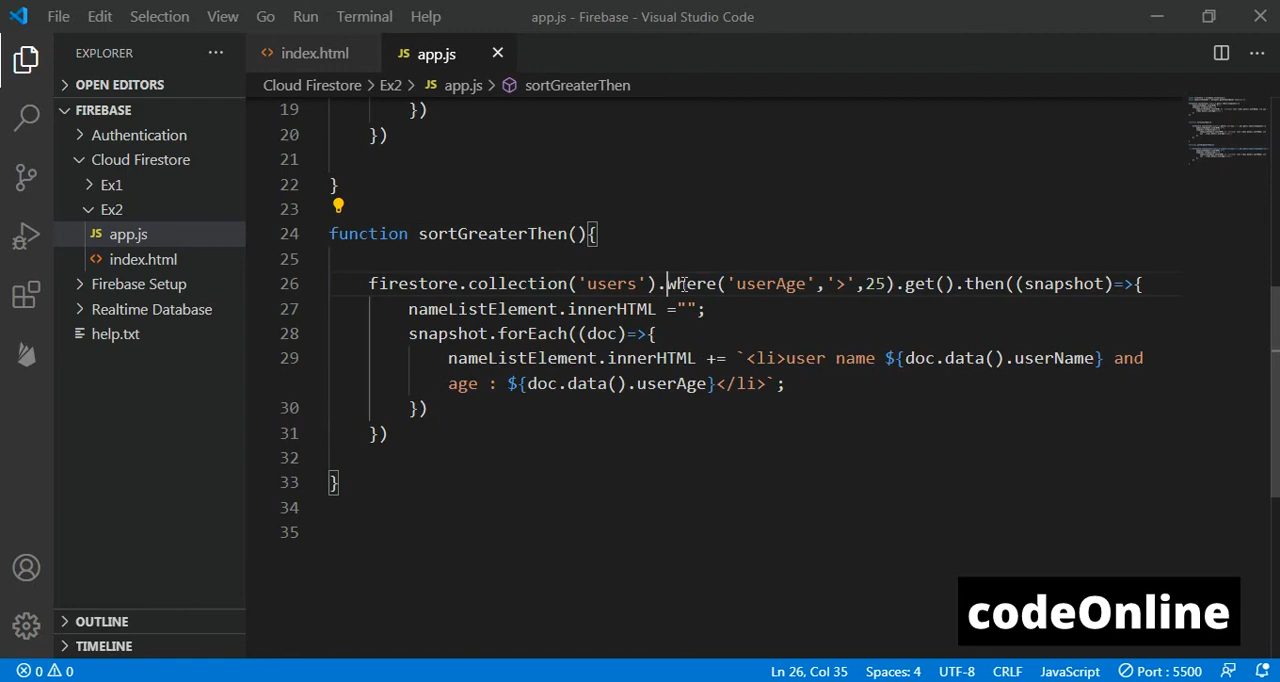 File Edit Selection View Go Run Terminal Help app.js - Firebase - Visual Studio Code
EXPLORER ···
index.html
JS app.js
OPEN EDITORS
Cloud Firestore > Ex2 > JS app.js > sortGreaterThen
FIREBASE
Authentication
Cloud Firestore
Ex1
Ex2
JS app.js
index.html
Firebase Setup
Realtime Database
help.txt
19 })
20 })
21
22 }
23
24 function sortGreaterThen(){
25
26 firestore.collection('users').where('userAge','>',25).get().then((snapshot)=>{
27 nameListElement.innerHTML ="";
28 snapshot.forEach((doc)=>{
29 nameListElement.innerHTML += `<li>user name ${doc.data().userName} and
age : ${doc.data().userAge}</li>`;
30 })
31 })
32
33 }
34
35
codeOnline
OUTLINE
TIMELINE
0 0 Ln 26, Col 35 Spaces: 4 UTF-8 CRLF JavaScript Port : 5500